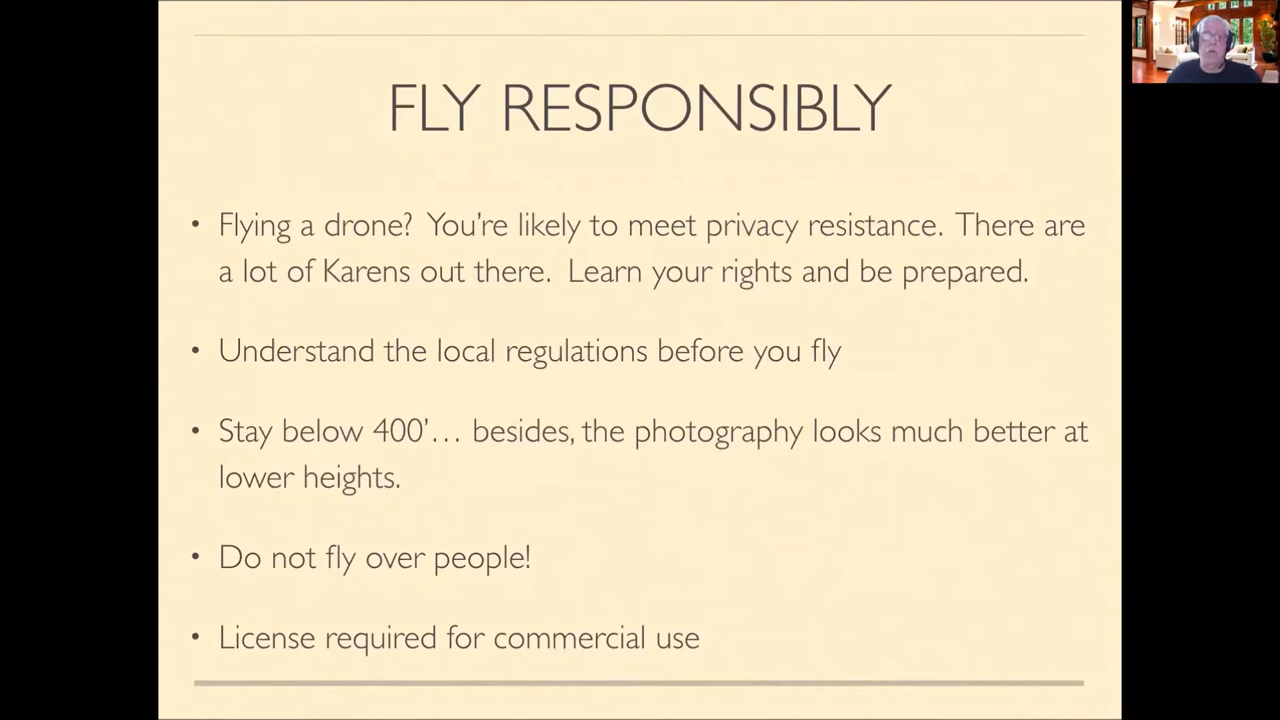 FLY RESPONSIBLY
• Flying a drone?  You're likely to meet privacy resistance.  There are
a lot of Karens out there.  Learn your rights and be prepared.
• Understand the local regulations before you fly
• Stay below 400'… besides, the photography looks much better at
lower heights.
• Do not fly over people!
• License required for commercial use